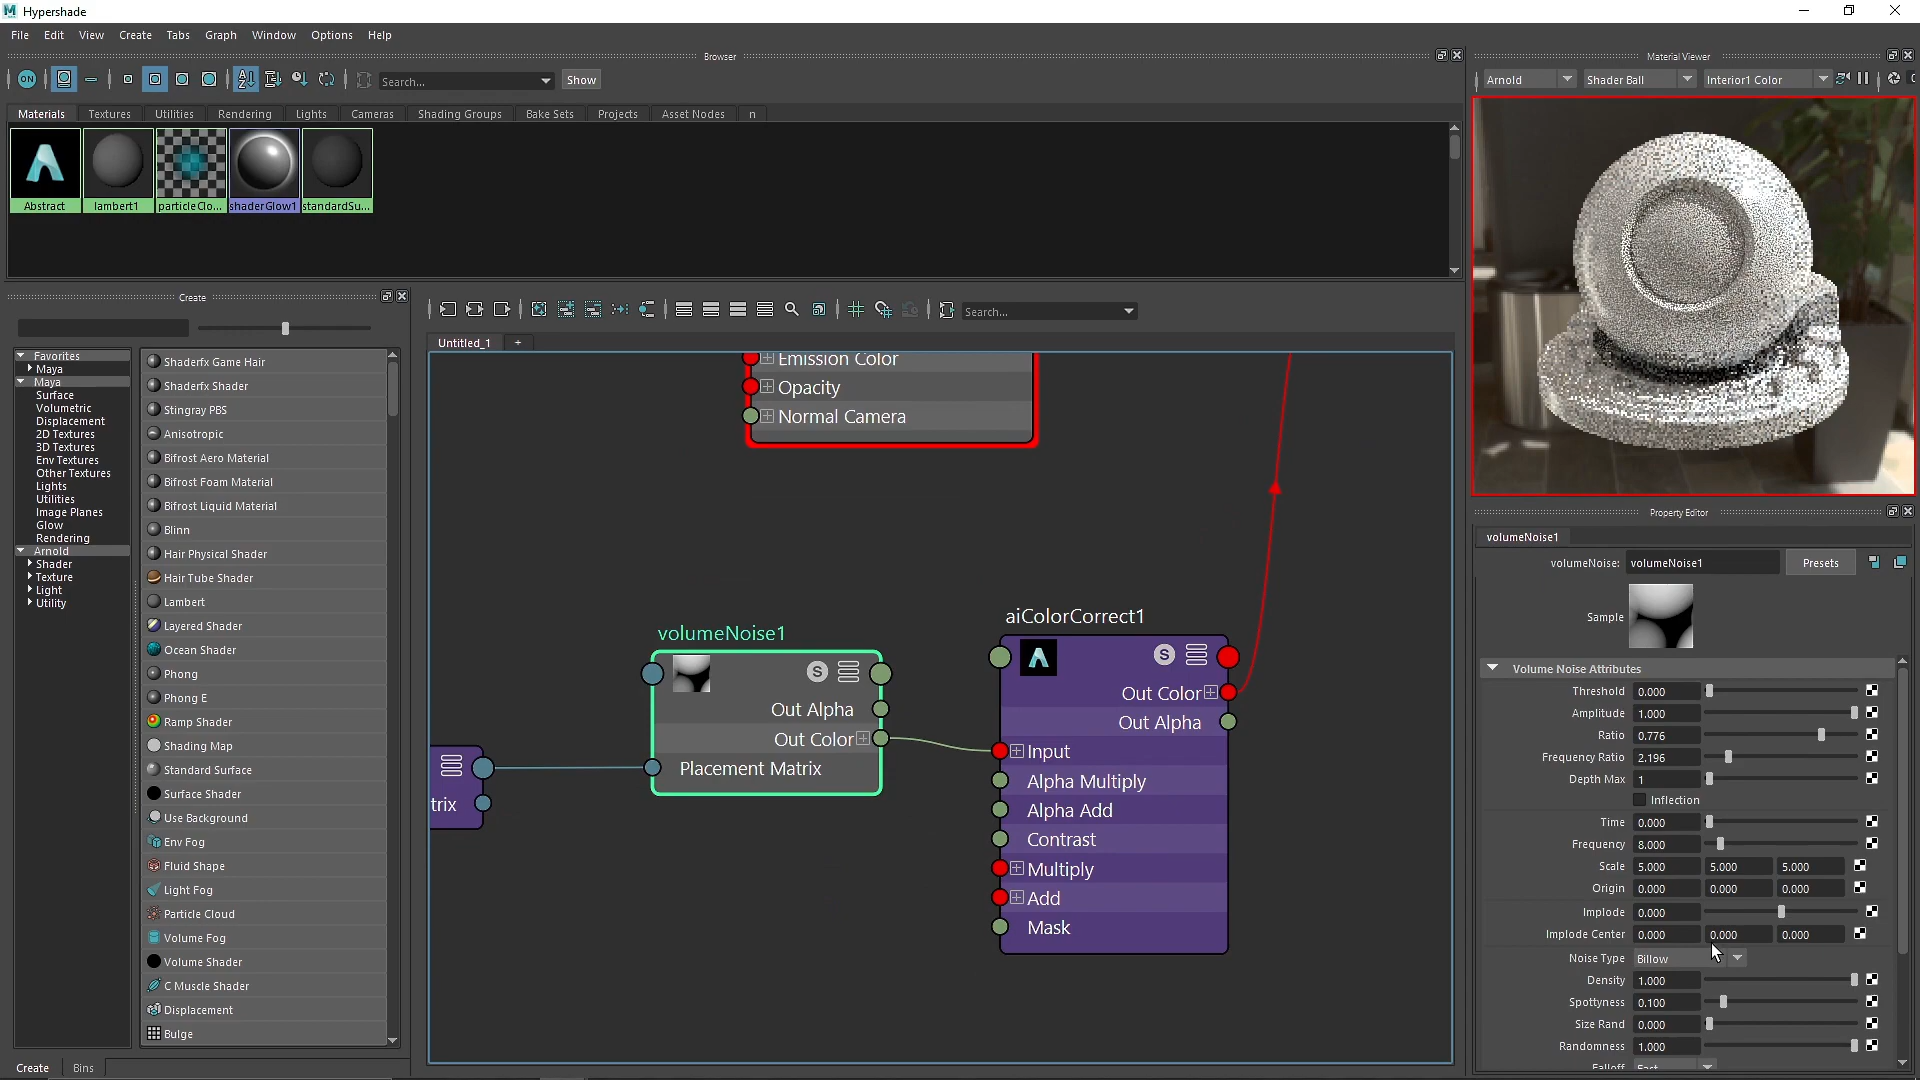 Hypershade
File Edit View Create Tabs Graph Window Options Help
Browser
ON Search... Show
Materials Textures Utilities Rendering Lights Cameras Shading Groups Bake Sets Projects Asset Nodes n
Abstract lambert1 particleClo... shaderGlow1 standardSu...
Material Viewer
Arnold Shader Ball Interior1 Color
Create
Search...
Untitled_1 +
Favorites
Maya
Maya
Surface
Volumetric
Displacement
2D Textures
3D Textures
Env Textures
Other Textures
Lights
Utilities
Image Planes
Glow
Rendering
Arnold
Shader
Texture
Light
Utility
Shaderfx Game Hair
Shaderfx Shader
Stingray PBS
Anisotropic
Bifrost Aero Material
Bifrost Foam Material
Bifrost Liquid Material
Blinn
Hair Physical Shader
Hair Tube Shader
Lambert
Layered Shader
Ocean Shader
Phong
Phong E
Ramp Shader
Shading Map
Standard Surface
Surface Shader
Use Background
Env Fog
Fluid Shape
Light Fog
Particle Cloud
Volume Fog
Volume Shader
C Muscle Shader
Displacement
Bulge
Create Bins
Emission Color
Opacity
Normal Camera
trix
volumeNoise1
S
Out Alpha
Out Color
Placement Matrix
aiColorCorrect1
S
Out Color
Out Alpha
Input
Alpha Multiply
Alpha Add
Contrast
Multiply
Add
Mask
Property Editor
volumeNoise1
volumeNoise: volumeNoise1 Presets
Sample
Volume Noise Attributes
Threshold 0.000
Amplitude 1.000
Ratio 0.776
Frequency Ratio 2.196
Depth Max 1
Inflection
Time 0.000
Frequency 8.000
Scale 5.000 5.000 5.000
Origin 0.000 0.000 0.000
Implode 0.000
Implode Center 0.000 0.000 0.000
Noise Type Billow
Density 1.000
Spottyness 0.100
Size Rand 0.000
Randomness 1.000
Falloff Fast